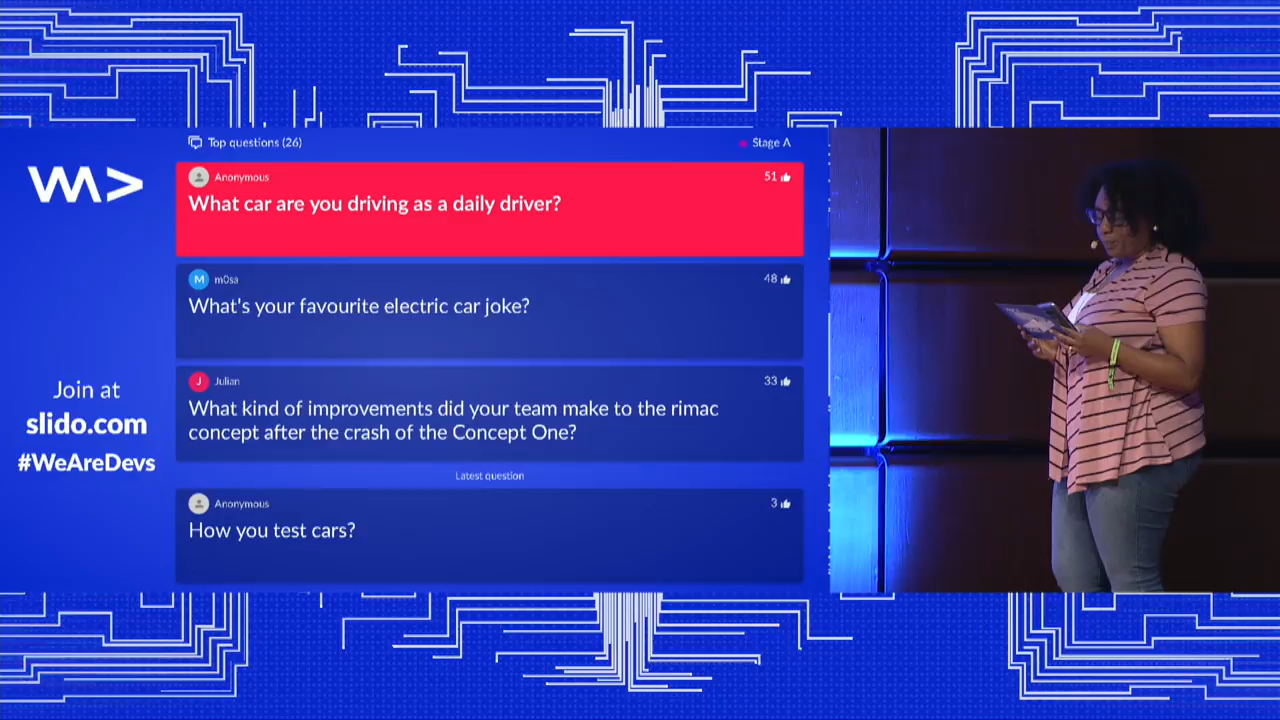 Top questions (26)
Stage A
Anonymous
51
What car are you driving as a daily driver?
M
m0sa
48
What's your favourite electric car joke?
J
Julian
33
What kind of improvements did your team make to the rimac
concept after the crash of the Concept One?
Latest question
Anonymous
3
How you test cars?
Join at
slido.com
#WeAreDevs